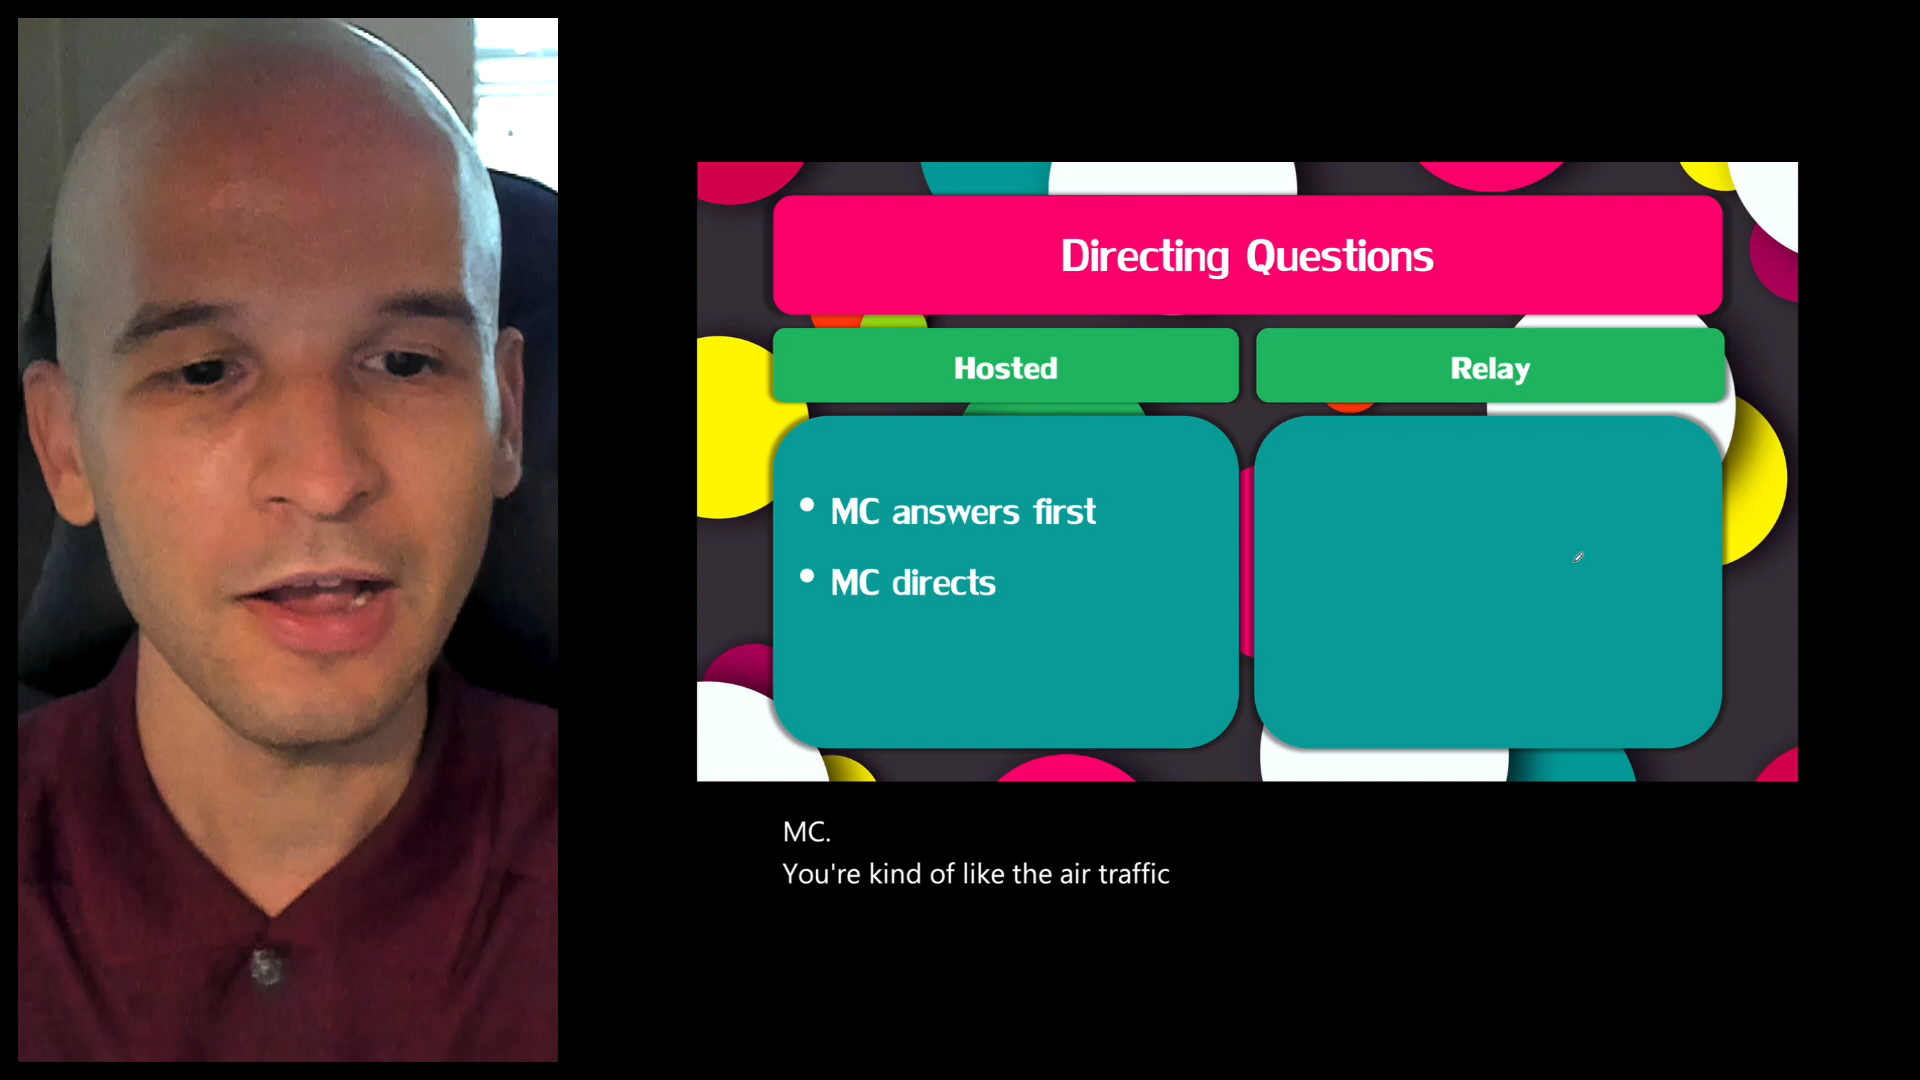 Directing Questions
Hosted
Relay
• MC answers first
• MC directs
MC.
You're kind of like the air traffic